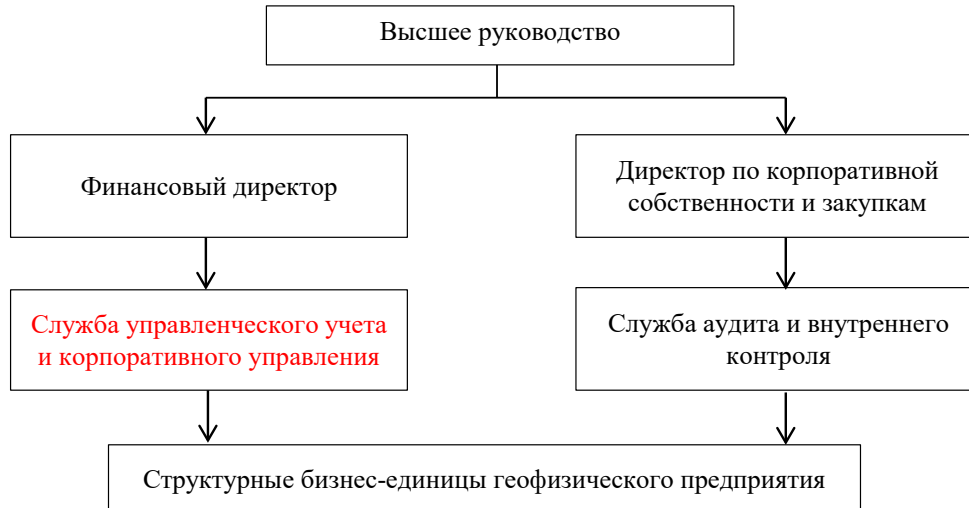 Высшее руководство
Финансовый директор
Директор по корпоративной
собственности и закупкам
Служба управленческого учета
и корпоративного управления
Служба аудита и внутреннего
контроля
Структурные бизнес-единицы геофизического предприятия